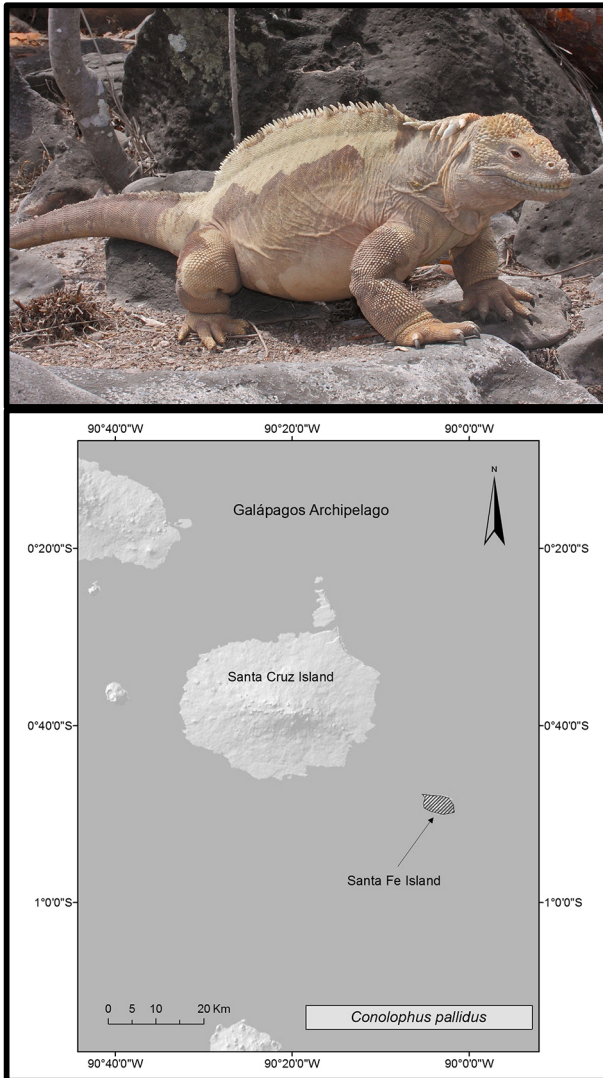 90°40'0"W 90°20'0"W 90°0'0"W
N
Galápagos Archipelago
0°20'0"S 0°20'0"S
Santa Cruz Island
0°40'0"S 0°40'0"S
Santa Fe Island
1°0'0"S 1°0'0"S
0 5 10 20 Km
Conolophus pallidus
90°40'0"W 90°20'0"W 90°0'0"W